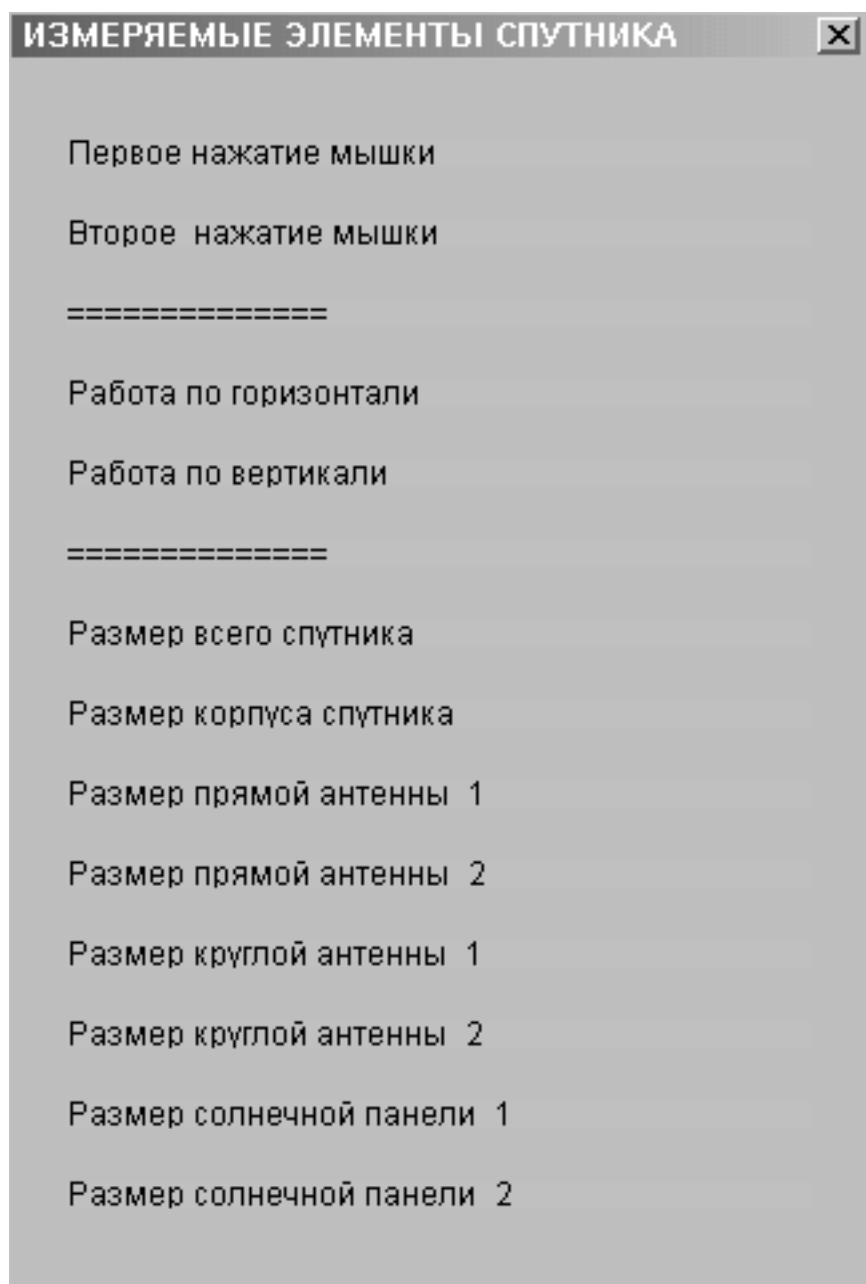 ИЗМЕРЯЕМЫЕ ЭЛЕМЕНТЫ СПУТНИКА
Первое нажатие мышки
Второе  нажатие мышки
==============
Работа по горизонтали
Работа по вертикали
==============
Размер всего спутника
Размер корпуса спутника
Размер прямой антенны  1
Размер прямой антенны  2
Размер круглой антенны  1
Размер круглой антенны  2
Размер солнечной панели  1
Размер солнечной панели  2